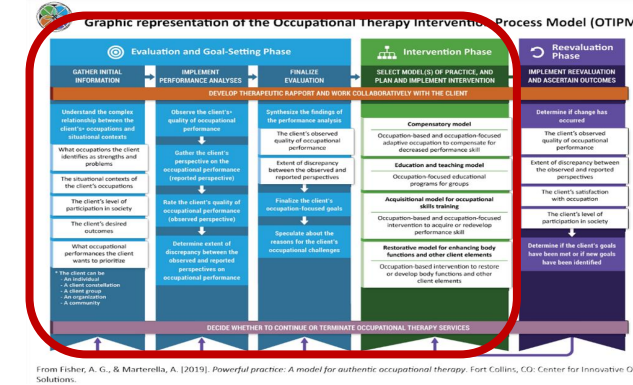 Graphic representation of the Occupational Therapy Intervention Process Model (OTIPM
Evaluation and Goal-Setting Phase
Intervention Phase
Reevaluation
Phase
GATHER INITIAL
INFORMATION
IMPLEMENT
PERFORMANCE ANALYSES
FINALIZE
EVALUATION
SELECT MODEL(S) OF PRACTICE, AND
PLAN AND IMPLEMENT INTERVENTION
IMPLEMENT REEVALUATION
AND ASCERTAIN OUTCOMES
DEVELOP THERAPEUTIC RAPPORT AND WORK COLLABORATIVELY WITH THE CLIENT
Understand the complex
relationship between the
client's* occupations and
situational contexts
What occupations the client
identifies as strengths and
problems
The situational contexts of
the client's occupations
The client's level of
participation in society
The client's desired
outcomes
What occupational
performances the client
wants to prioritize
* The client can be
- An individual
- A client constellation
- A client group
- An organization
- A community
Observe the client's*
quality of occupational
performance
Gather the client's
perspective on the
occupational performance
(reported perspective)
Rate the client's quality of
occupational performance
(observed perspective)
Determine extent of
discrepancy between the
observed and reported
perspectives on
occupational performance
Synthesize the findings of
the performance analysis
The client's observed
quality of occupational
performance
Extent of discrepancy
between the observed and
reported perspectives
Finalize the client's
occupation-focused goals
Speculate about the
reasons for the client's
occupational challenges
Compensatory model
Occupation-based and occupation-focused
adaptive occupation to compensate for
decreased performance skill
Education and teaching model
Occupation-focused educational
programs for groups
Acquisitional model for occupational
skills training
Occupation-based and occupation-focused
intervention to acquire or redevelop
performance skill
Restorative model for enhancing body
functions and other client elements
Occupation-based intervention to restore
or develop body functions and other
client elements
Determine if change has
occurred
The client's observed
quality of occupational
performance
Extent of discrepancy between
the observed and reported
perspectives
The client's satisfaction
with occupation
The client's level of
participation in society
Determine if the client's goals
have been met or if new goals
have been identified
DECIDE WHETHER TO CONTINUE OR TERMINATE OCCUPATIONAL THERAPY SERVICES
From Fisher, A. G., & Marterella, A. [2019]. Powerful practice: A model for authentic occupational therapy. Fort Collins, CO: Center for Innovative O
Solutions.